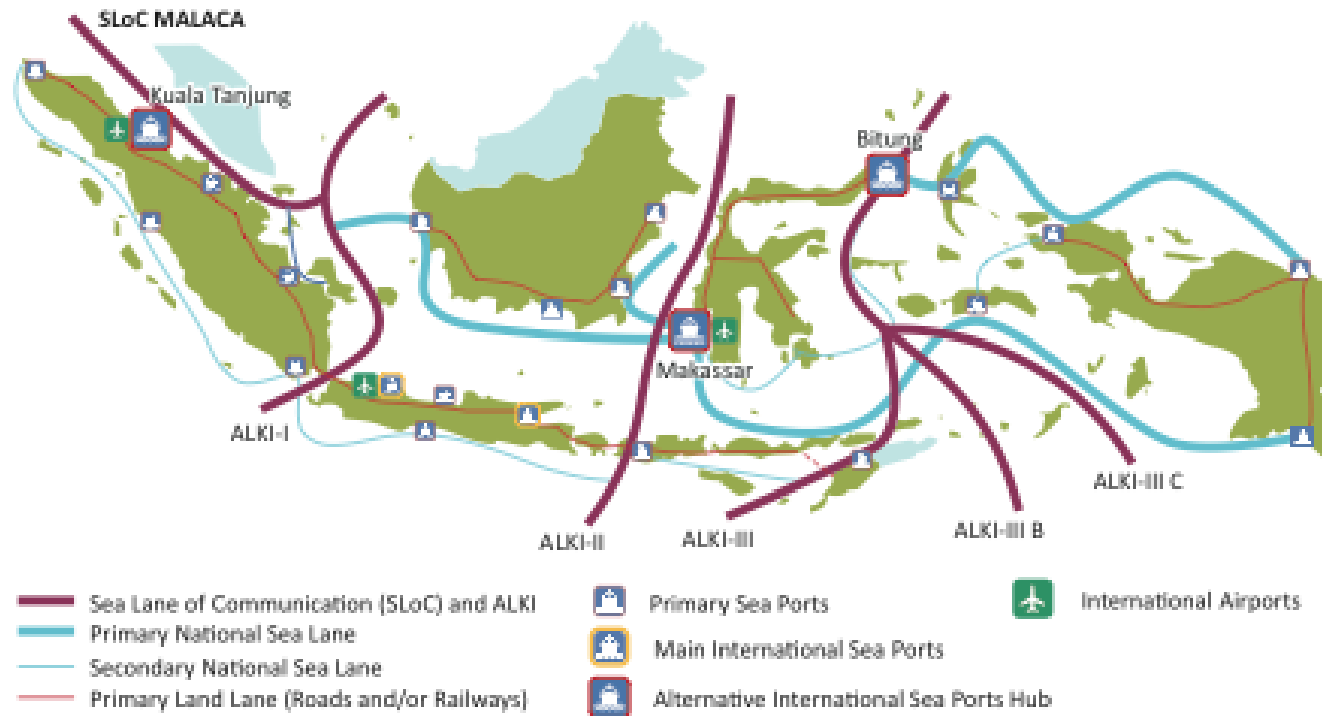 SLoC MALACA
Kuala Tanjung
Bitung
Makassar
ALKI-I
ALKI-II
ALKI-III
ALKI-III B
ALKI-III C
Sea Lane of Communication (SLoC) and ALKI
Primary National Sea Lane
Secondary National Sea Lane
Primary Land Lane (Roads and/or Railways)
Primary Sea Ports
Main International Sea Ports
Alternative International Sea Ports Hub
International Airports